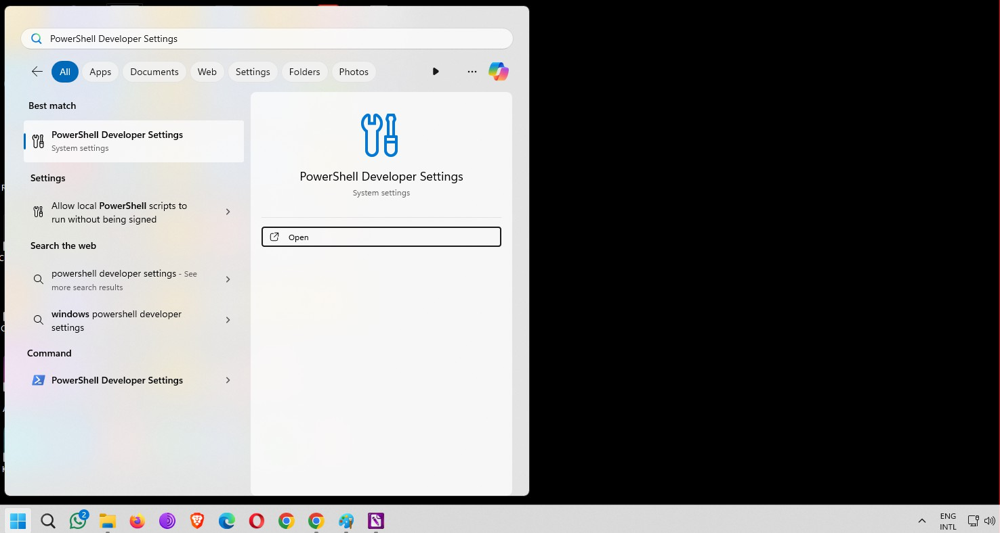 PowerShell Developer Settings
All Apps Documents Web Settings Folders Photos
Best match
PowerShell Developer Settings
System settings
Settings
Allow local PowerShell scripts to
run without being signed
Search the web
powershell developer settings - See
more search results
windows powershell developer
settings
Command
PowerShell Developer Settings
PowerShell Developer Settings
System settings
Open
2
ENG
INTL